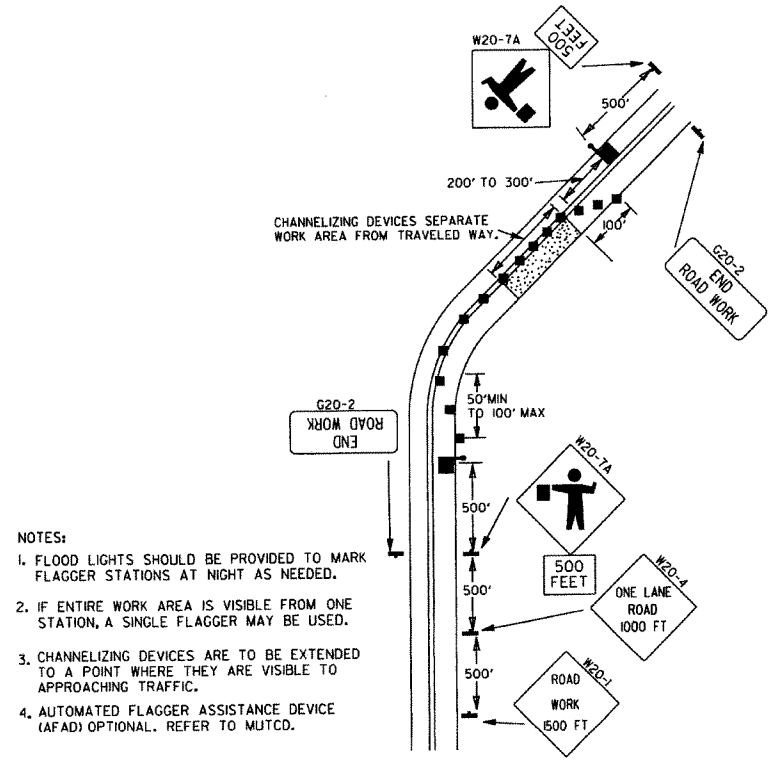 W20-7A
500
FEET
500'
200' TO 300'
CHANNELIZING DEVICES SEPARATE
WORK AREA FROM TRAVELED WAY.
100'
G20-2
END
ROAD WORK
G20-2
END
ROAD WORK
50'MIN
TO 100' MAX
W20-7A
500'
500
FEET
500'
W20-4
ONE LANE
ROAD
1000 FT
500'
W20-1
ROAD
WORK
1500 FT
NOTES:
1. FLOOD LIGHTS SHOULD BE PROVIDED TO MARK
FLAGGER STATIONS AT NIGHT AS NEEDED.
2. IF ENTIRE WORK AREA IS VISIBLE FROM ONE
STATION, A SINGLE FLAGGER MAY BE USED.
3. CHANNELIZING DEVICES ARE TO BE EXTENDED
TO A POINT WHERE THEY ARE VISIBLE TO
APPROACHING TRAFFIC.
4. AUTOMATED FLAGGER ASSISTANCE DEVICE
(AFAD) OPTIONAL. REFER TO MUTCD.